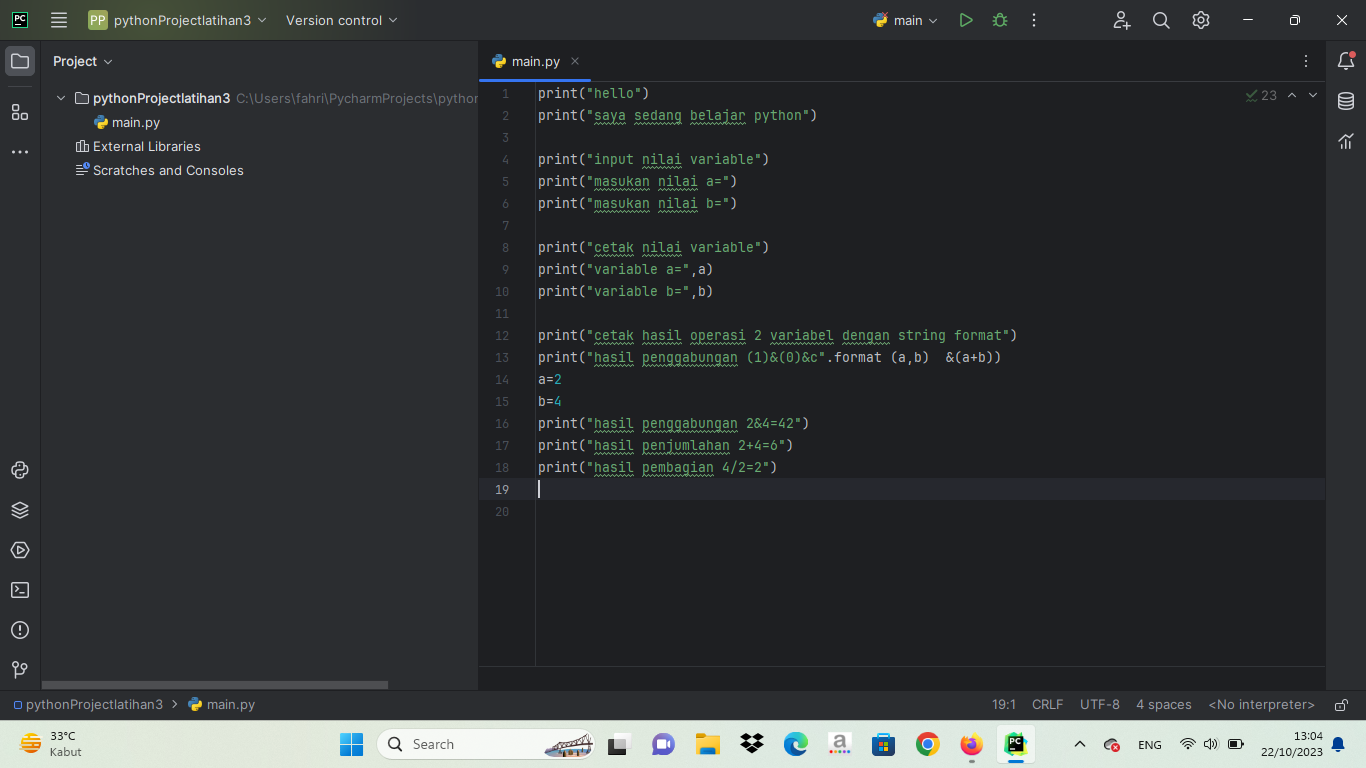 PC
PP pythonProjectlatihan3 Version control main
Project
main.py
pythonProjectlatihan3 C:\Users\fahri\PycharmProjects\python
main.py
External Libraries
Scratches and Consoles
23
1 print("hello")
2 print("saya sedang belajar python")
3
4 print("input nilai variable")
5 print("masukan nilai a=")
6 print("masukan nilai b=")
7
8 print("cetak nilai variable")
9 print("variable a=",a)
10 print("variable b=",b)
11
12 print("cetak hasil operasi 2 variabel dengan string format")
13 print("hasil penggabungan (1)&(0)&c".format (a,b)  &(a+b))
14 a=2
15 b=4
16 print("hasil penggabungan 2&4=42")
17 print("hasil penjumlahan 2+4=6")
18 print("hasil pembagian 4/2=2")
19
20
pythonProjectlatihan3 > main.py
19:1 CRLF UTF-8 4 spaces <No interpreter>
33°C
Kabut
Search
a
PC
ENG
13:04
22/10/2023